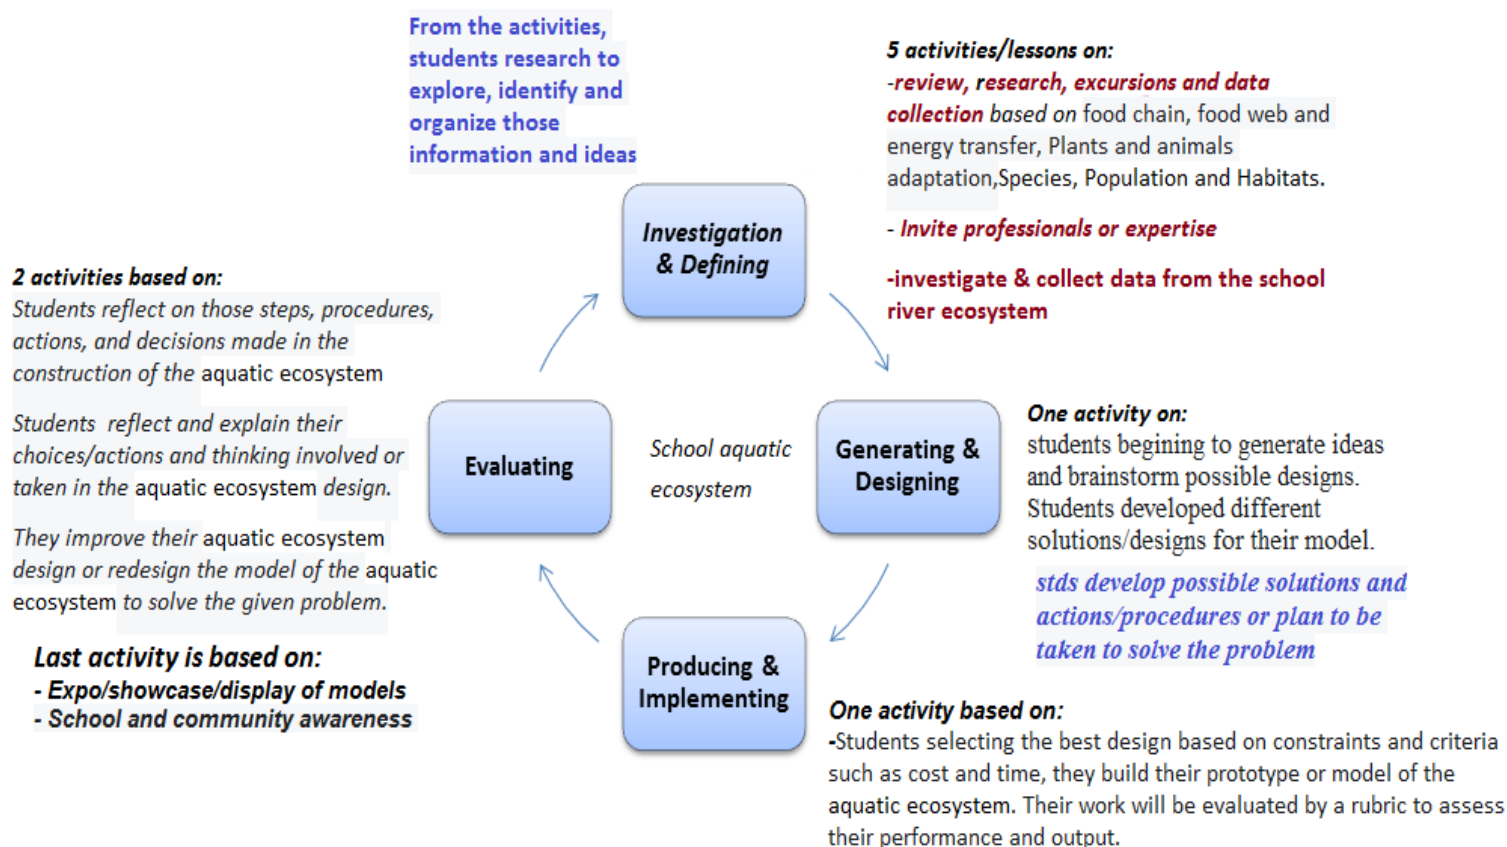 From the activities,
students research to
explore, identify and
organize those
information and ideas
5 activities/lessons on:
-review, research, excursions and data
collection based on food chain, food web and
energy transfer, Plants and animals
adaptation,Species, Population and Habitats.
- Invite professionals or expertise
-investigate & collect data from the school
river ecosystem
Investigation
& Defining
2 activities based on:
Students reflect on those steps, procedures,
actions, and decisions made in the
construction of the aquatic ecosystem
Students reflect and explain their
choices/actions and thinking involved or
taken in the aquatic ecosystem design.
They improve their aquatic ecosystem
design or redesign the model of the aquatic
ecosystem to solve the given problem.
Last activity is based on:
- Expo/showcase/display of models
- School and community awareness
Evaluating
School aquatic
ecosystem
Generating &
Designing
One activity on:
students begining to generate ideas
and brainstorm possible designs.
Students developed different
solutions/designs for their model.
stds develop possible solutions and
actions/procedures or plan to be
taken to solve the problem
Producing &
Implementing
One activity based on:
-Students selecting the best design based on constraints and criteria
such as cost and time, they build their prototype or model of the
aquatic ecosystem. Their work will be evaluated by a rubric to assess
their performance and output.